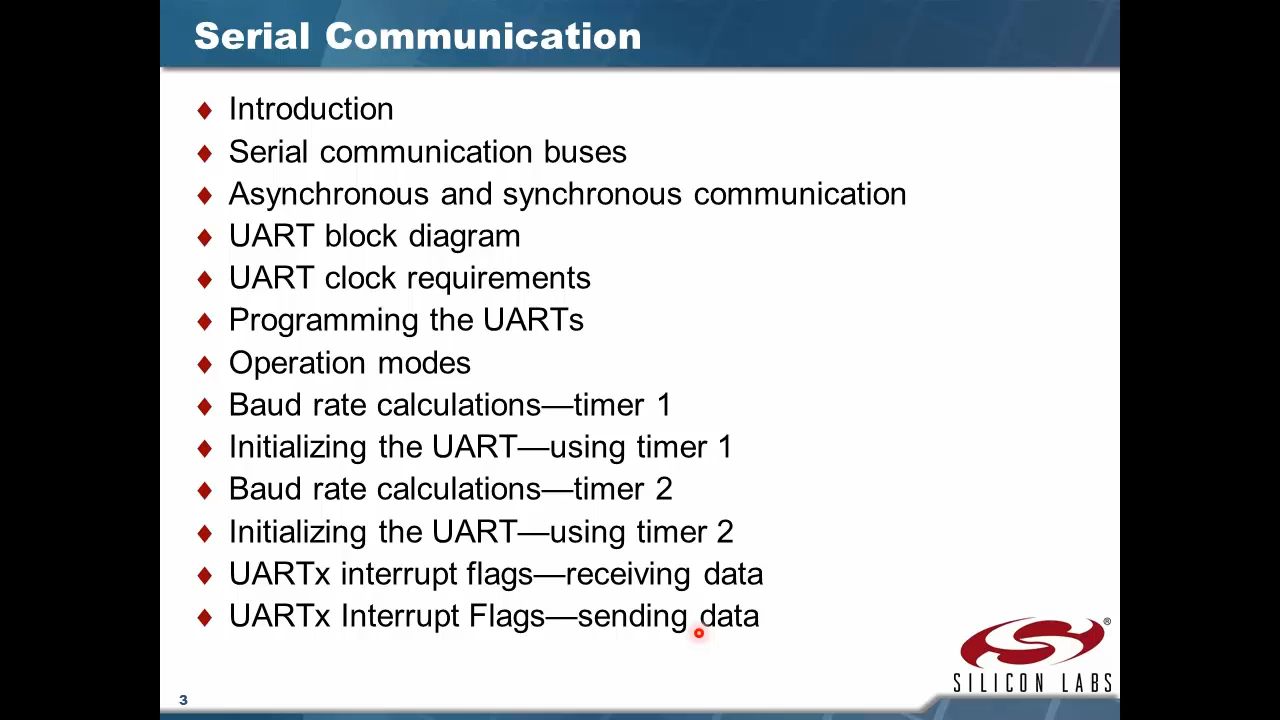 Serial Communication
Introduction
Serial communication buses
Asynchronous and synchronous communication
UART block diagram
UART clock requirements
Programming the UARTs
Operation modes
Baud rate calculations—timer 1
Initializing the UART—using timer 1
Baud rate calculations—timer 2
Initializing the UART—using timer 2
UARTx interrupt flags—receiving data
UARTx Interrupt Flags—sending data
®
SILICON LABS
3